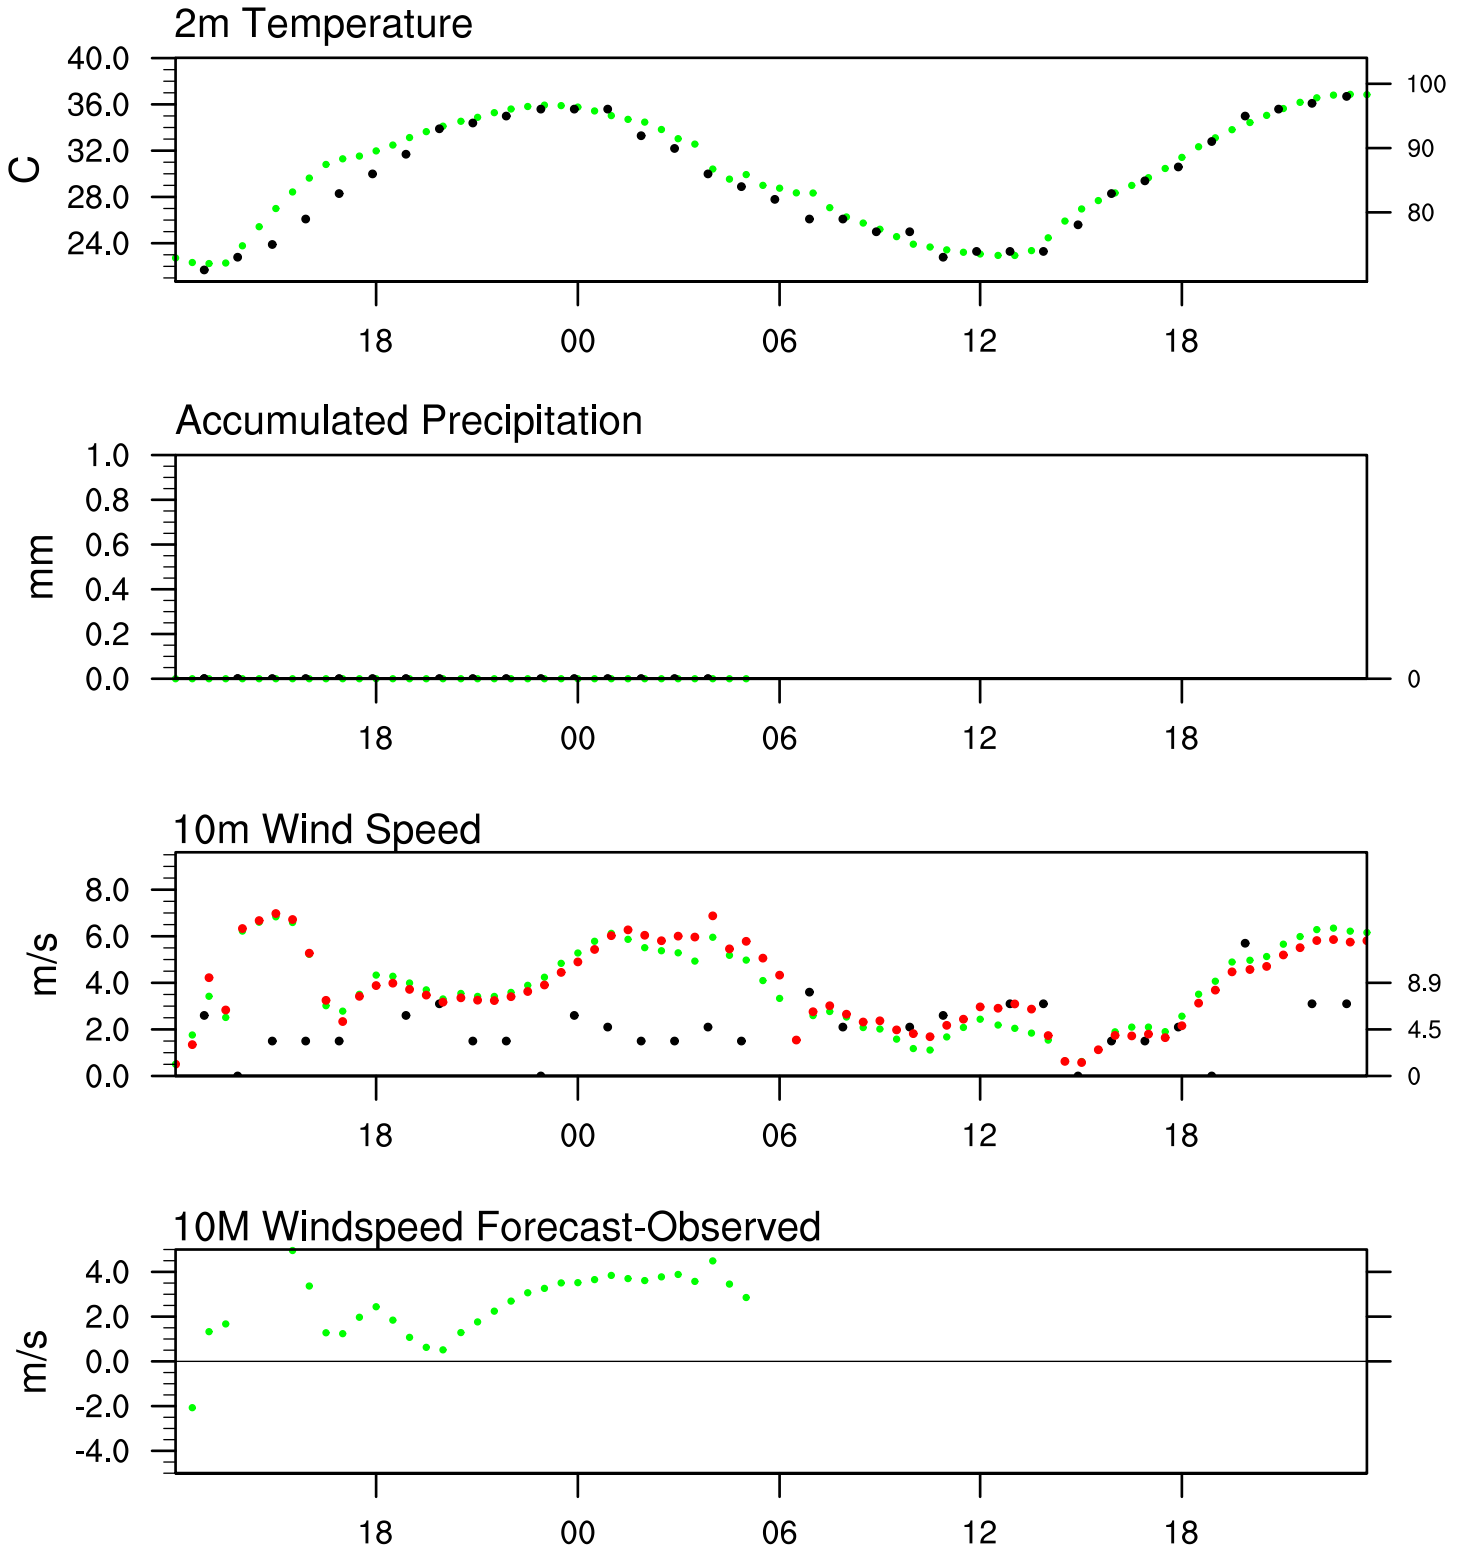 2m Temperature
40.0
36.0
32.0
28.0
24.0
C
100
90
80
18 00 06 12 18
Accumulated Precipitation
1.0
0.8
0.6
0.4
0.2
0.0
mm
0
18 00 06 12 18
10m Wind Speed
8.0
6.0
4.0
2.0
0.0
m/s
8.9
4.5
0
18 00 06 12 18
10M Windspeed Forecast-Observed
4.0
2.0
0.0
-2.0
-4.0
m/s
18 00 06 12 18